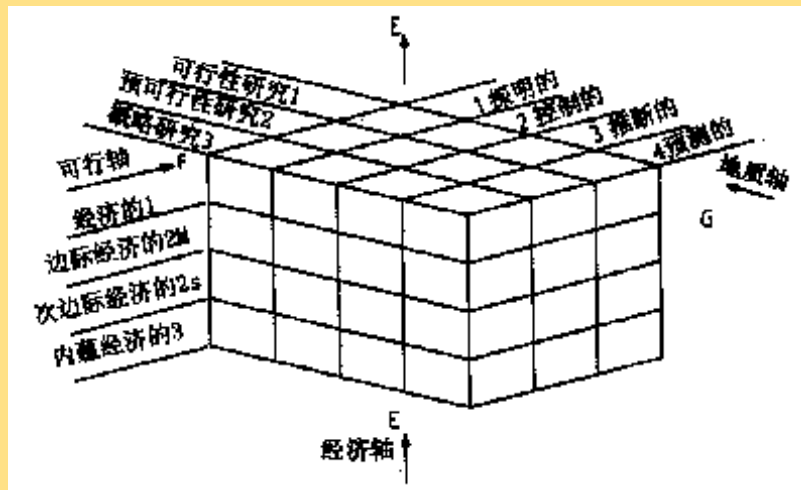 E
可行性研究1
预可行性研究2
概略研究3
1探明的
2控制的
3推断的
4预测的
可行轴
F
地质轴
G
经济的1
边际经济的2M
次边际经济的2s
内蕴经济的3
E
经济轴